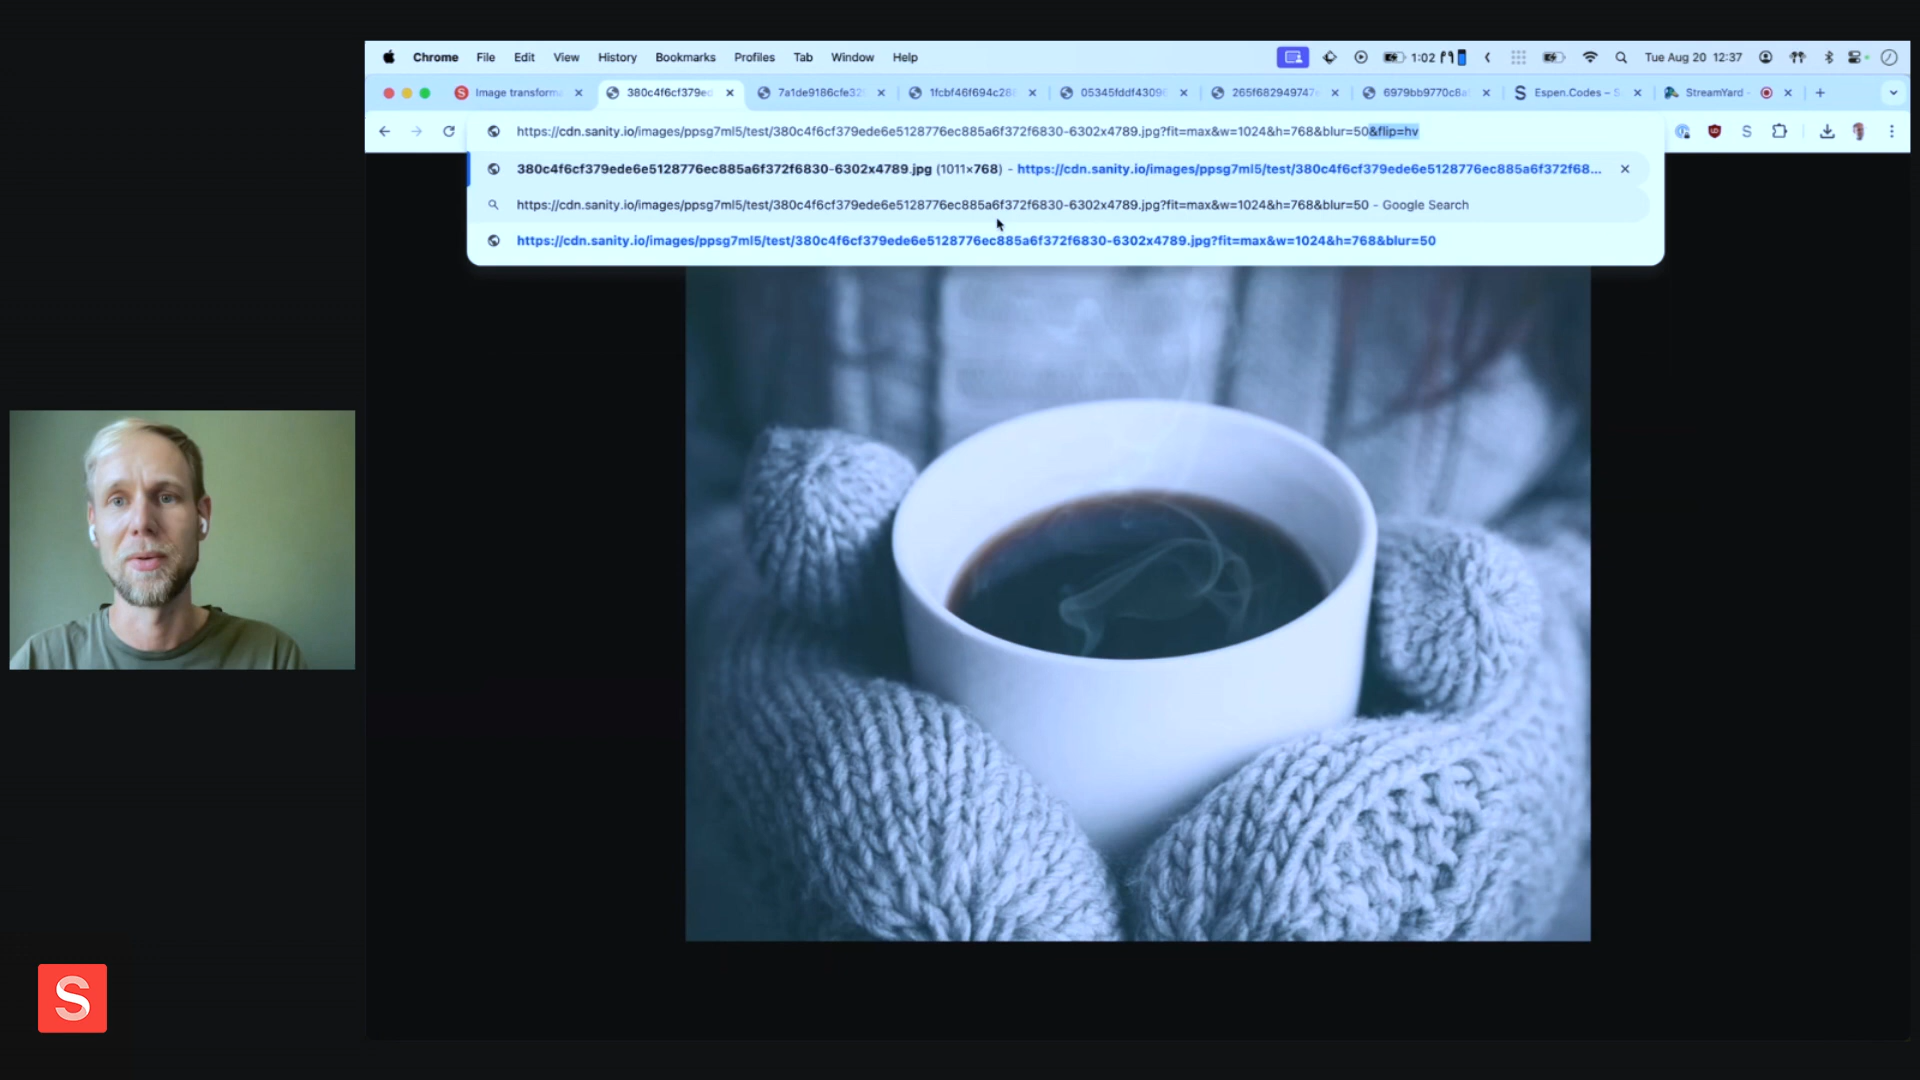 Chrome File Edit View History Bookmarks Profiles Tab Window Help 1:02 Tue Aug 20 12:37
Image transforma 380c4f6cf379ed 7a1de9186cfe32 1fcbf46f694c28 05345fddf4309 265f682949747 6979bb9770c8a Espen.Codes – S StreamYard -
https://cdn.sanity.io/images/ppsg7ml5/test/380c4f6cf379ede6e5128776ec885a6f372f6830-6302x4789.jpg?fit=max&w=1024&h=768&blur=50&flip=hv
380c4f6cf379ede6e5128776ec885a6f372f6830-6302x4789.jpg (1011×768) - https://cdn.sanity.io/images/ppsg7ml5/test/380c4f6cf379ede6e5128776ec885a6f372f68...
https://cdn.sanity.io/images/ppsg7ml5/test/380c4f6cf379ede6e5128776ec885a6f372f6830-6302x4789.jpg?fit=max&w=1024&h=768&blur=50 - Google Search
https://cdn.sanity.io/images/ppsg7ml5/test/380c4f6cf379ede6e5128776ec885a6f372f6830-6302x4789.jpg?fit=max&w=1024&h=768&blur=50
S